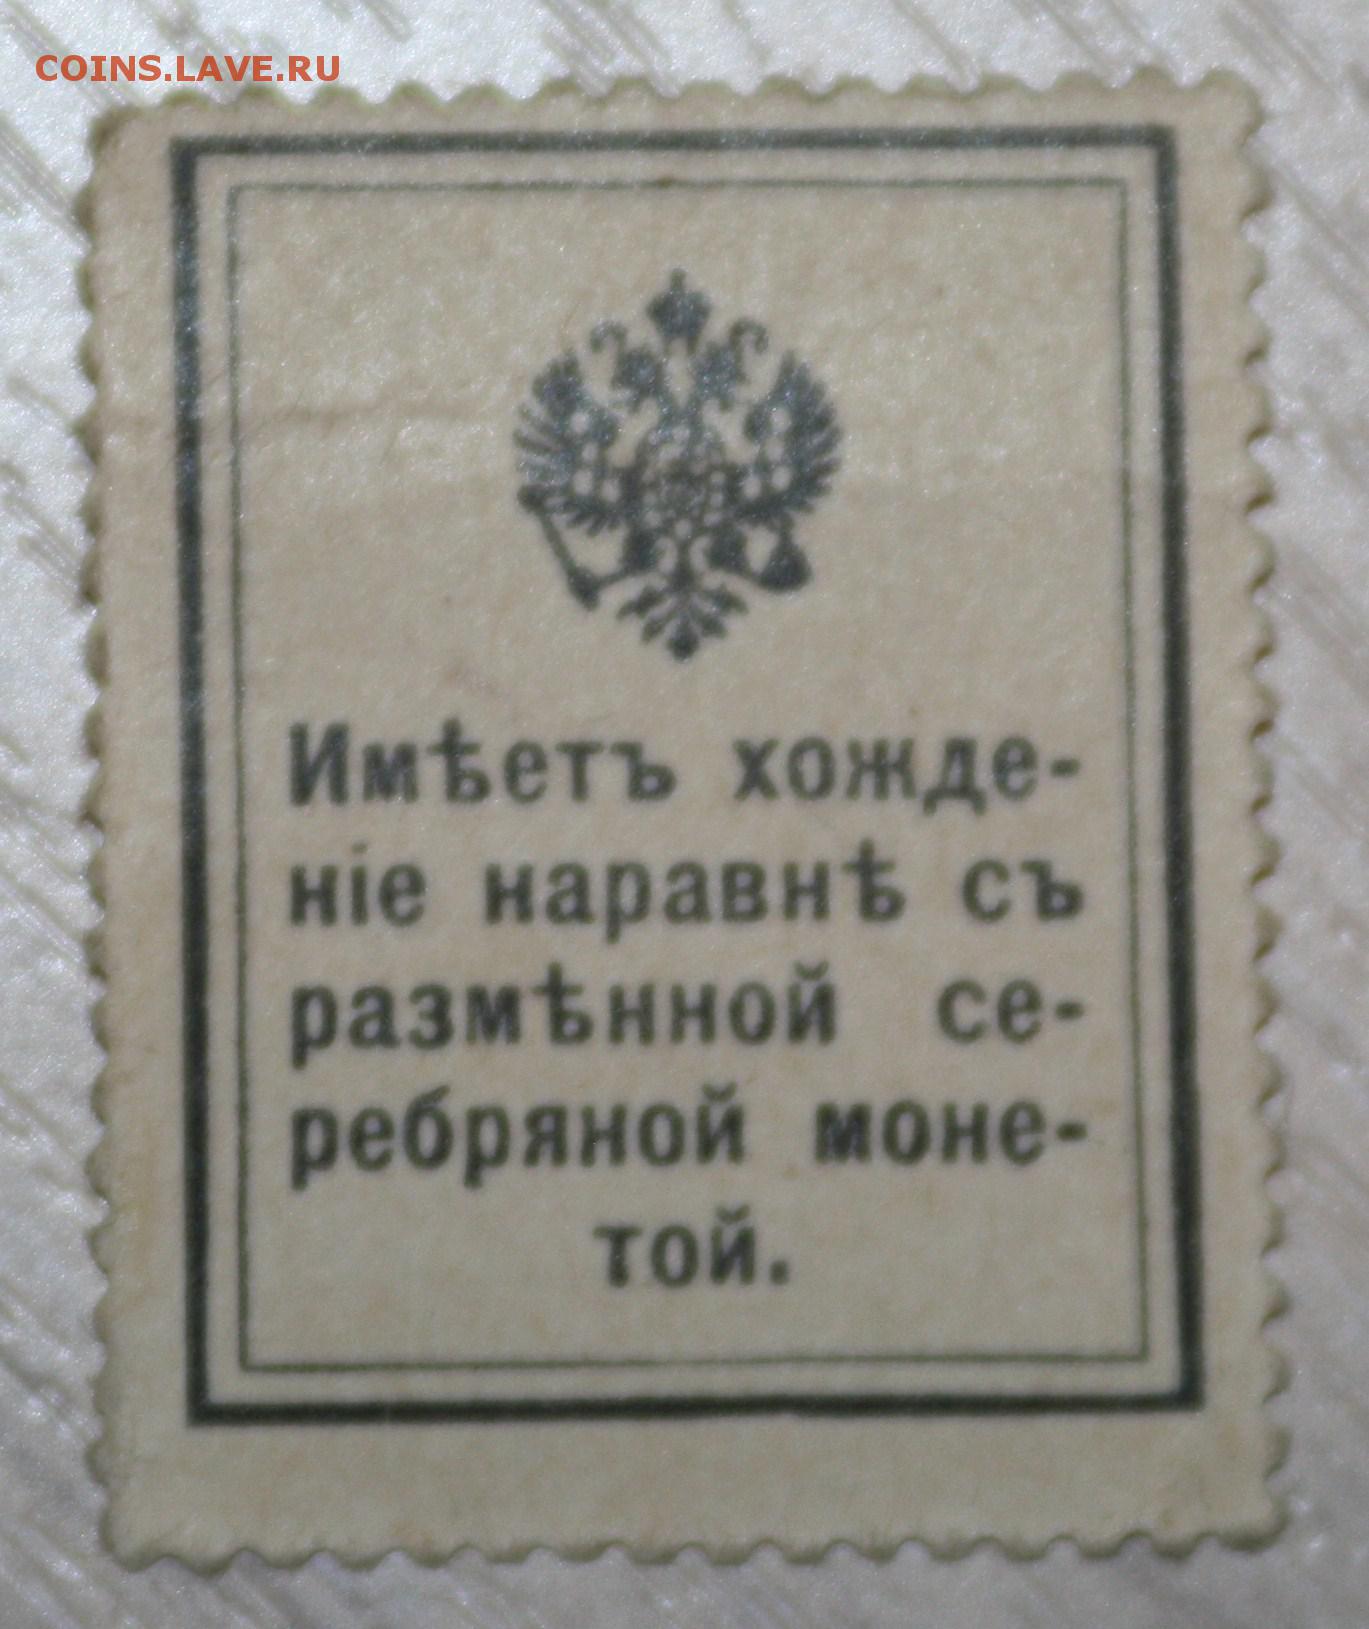 COINS.LAVE.RU
Имѣетъ хожде-
ніе наравнѣ съ
размѣнной се-
ребряной моне-
той.